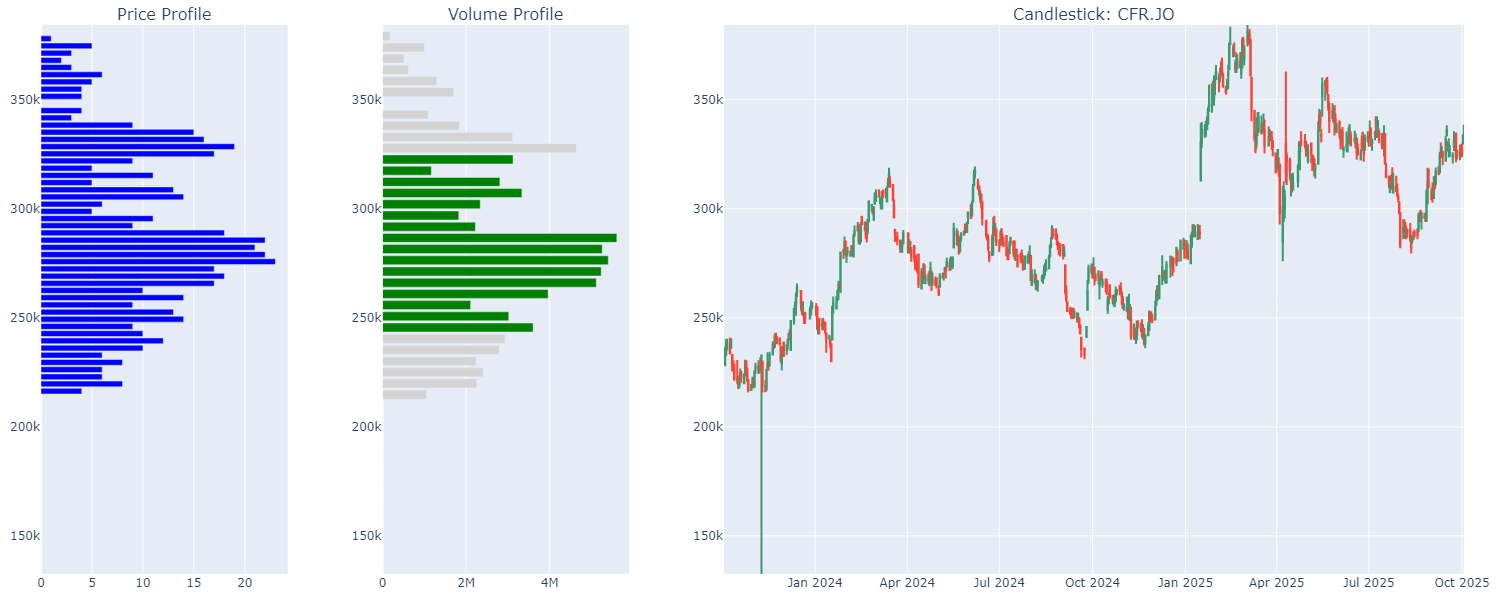 Price Profile
Volume Profile
Candlestick: CFR.JO
350k
300k
250k
200k
150k
0
5
10
15
20
350k
300k
250k
200k
150k
0
2M
4M
350k
300k
250k
200k
150k
Jan 2024
Apr 2024
Jul 2024
Oct 2024
Jan 2025
Apr 2025
Jul 2025
Oct 2025